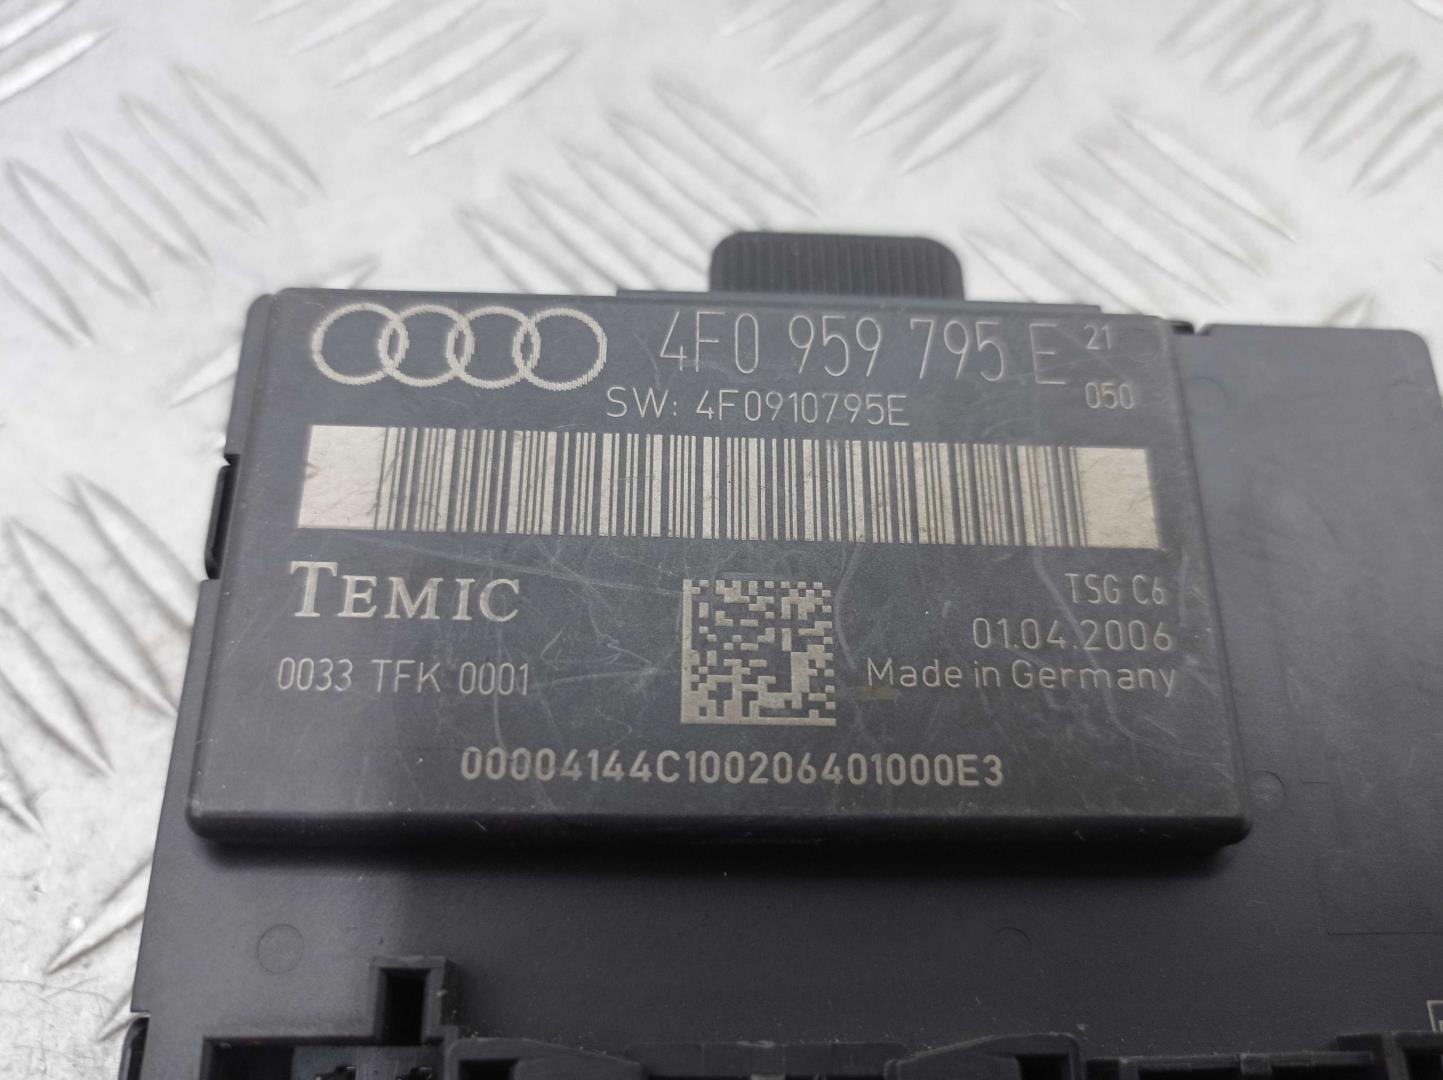 4F0 959 795 E 21
050
SW: 4F0910795E
TEMIC
TSG C6
01.04.2006
0033 TFK 0001
Made in Germany
00004144C100206401000E3